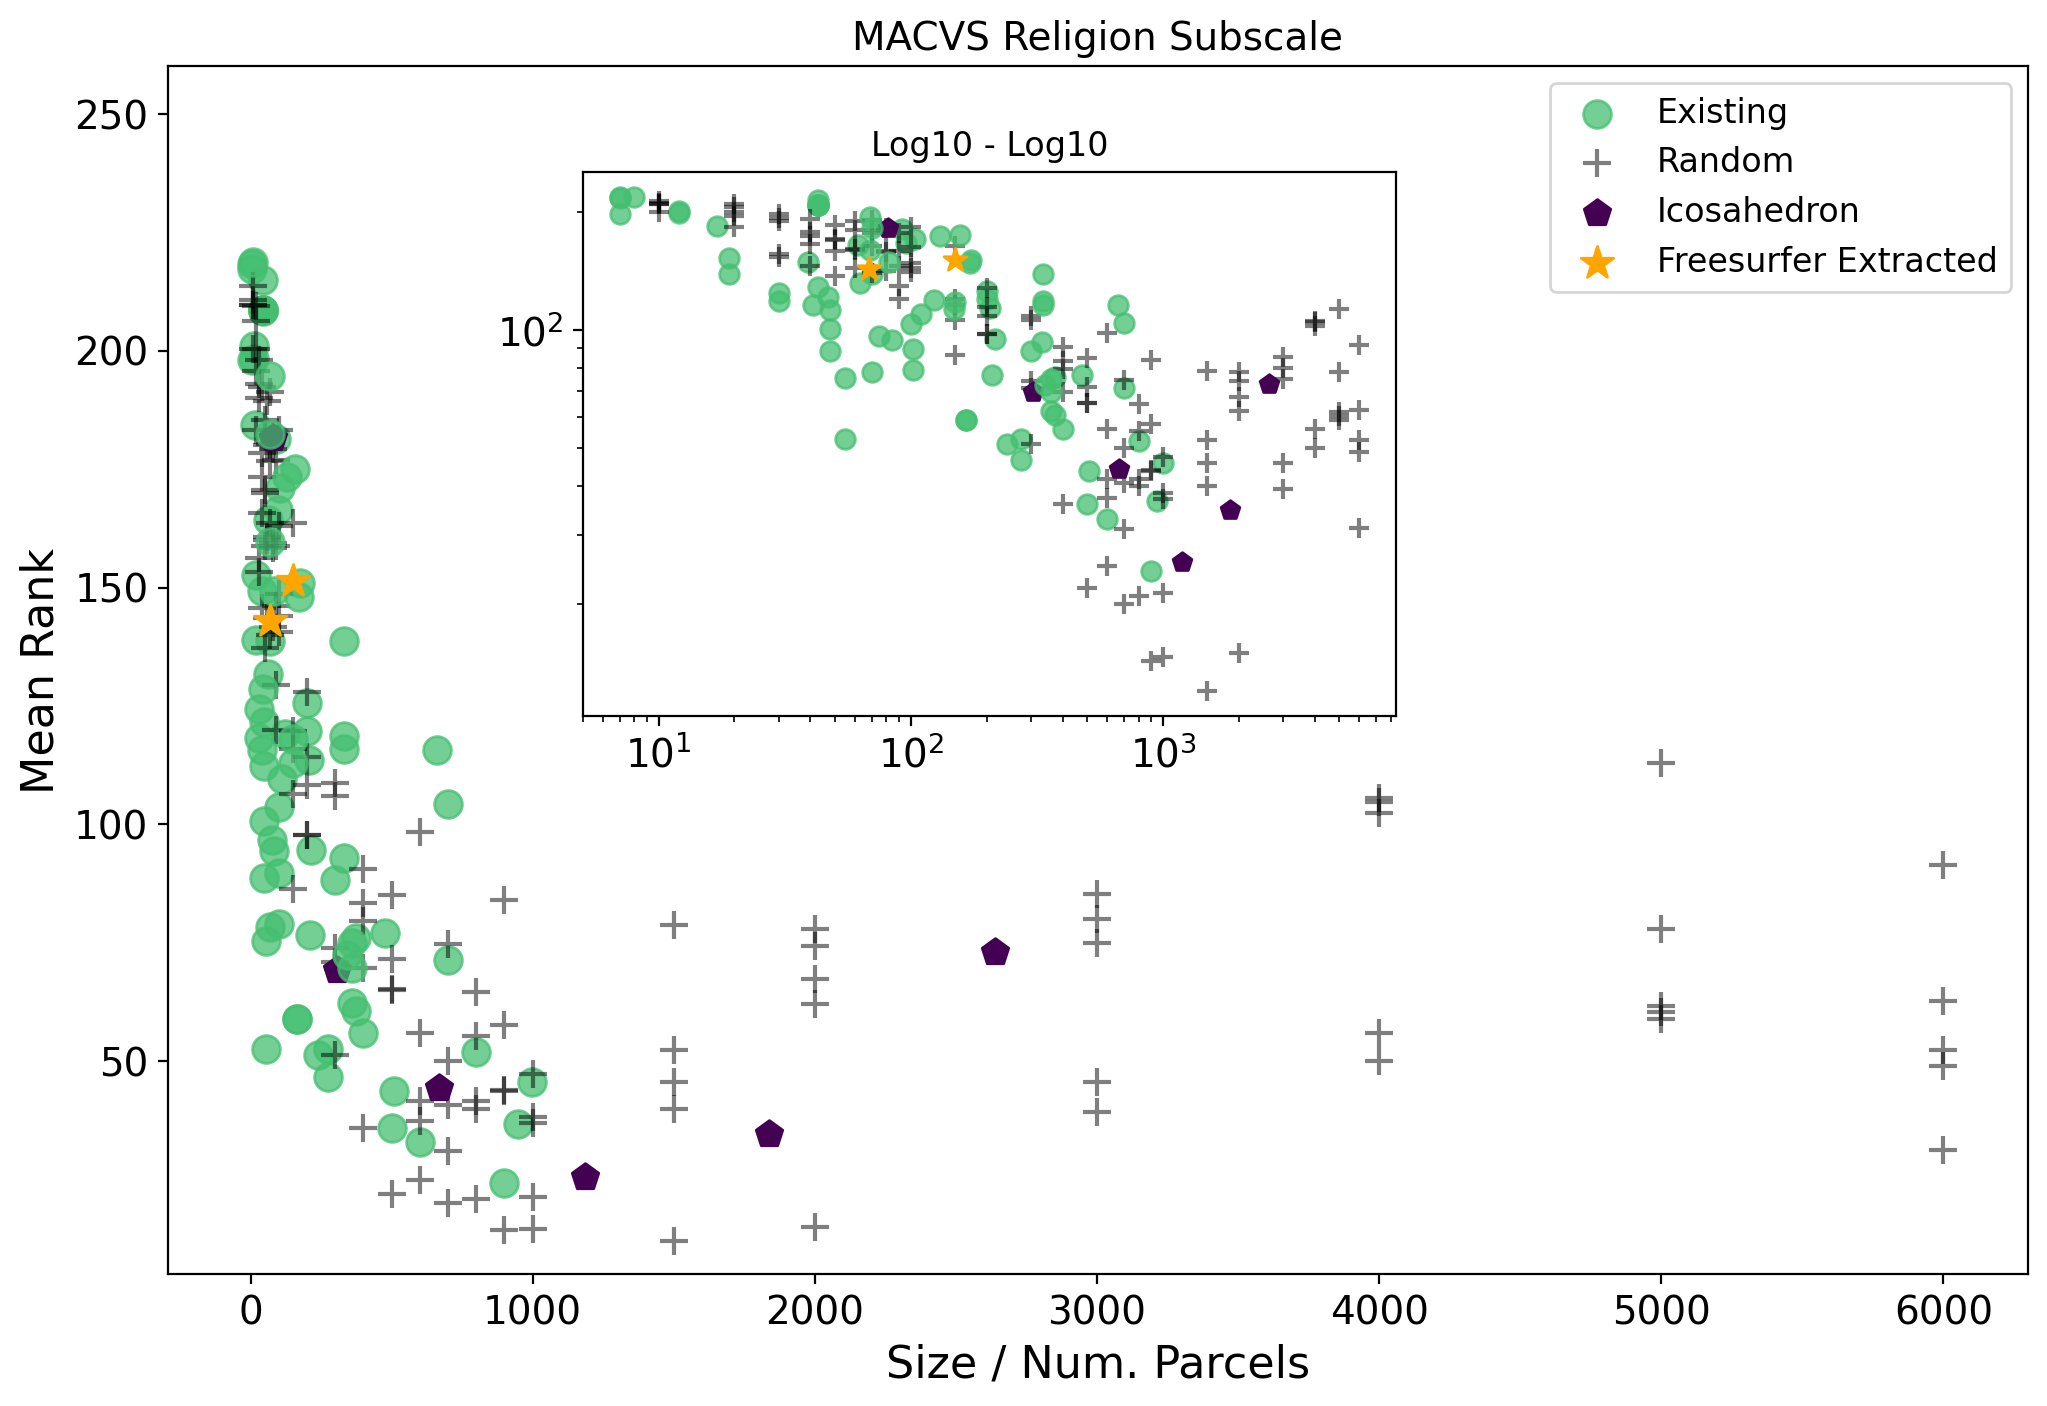 MACVS Religion Subscale
Existing
Random
Icosahedron
Freesurfer Extracted
Log10 - Log10
10²
10¹ 10² 10³
Mean Rank
250
200
150
100
50
0 1000 2000 3000 4000 5000 6000
Size / Num. Parcels